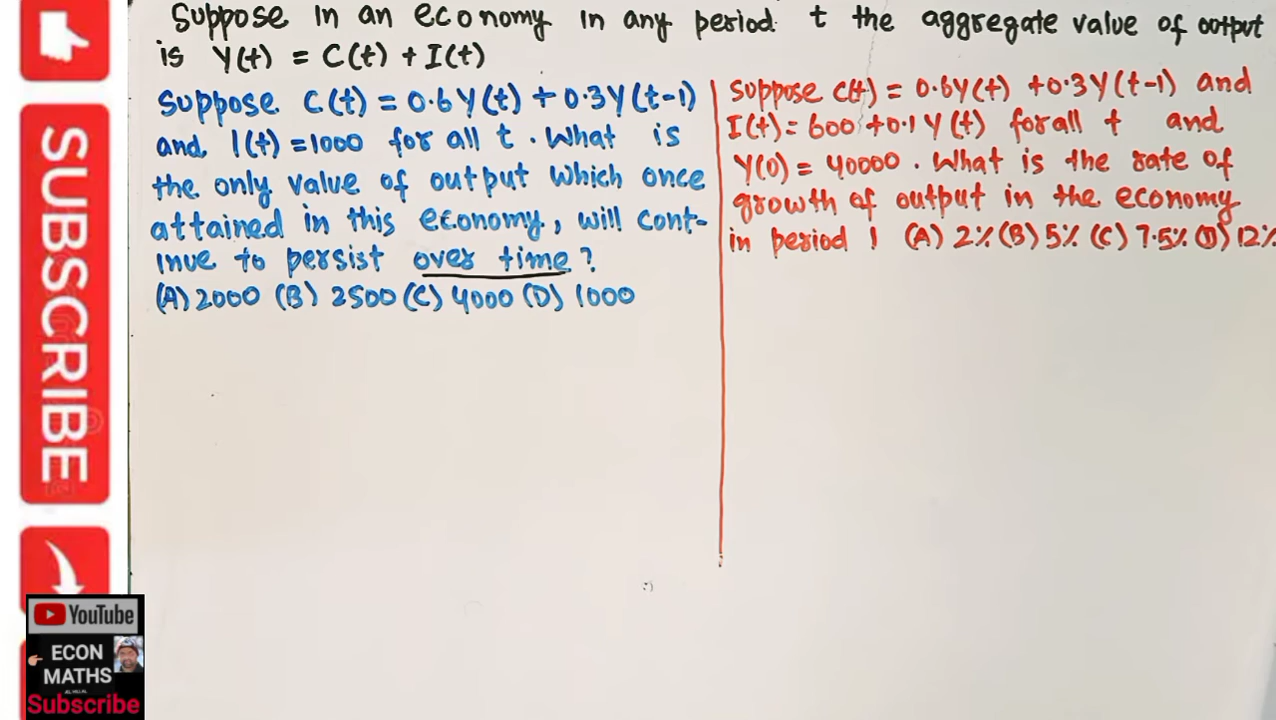 Suppose in an economy in any period t the aggregate value of output
is Y(t) = C(t) + I(t)
Suppose C(t) = 0.6Y(t) + 0.3Y(t-1)
and I(t) = 1000 for all t. What is
the only value of output which once
attained in this economy, will cont-
inue to persist over time?
(A) 2000 (B) 2500 (C) 4000 (D) 1000
Suppose C(t) = 0.6Y(t) + 0.3Y(t-1) and
I(t) = 600 + 0.1Y(t) for all t and
Y(0) = 40000. What is the rate of
growth of output in the economy
in period 1 (A) 2% (B) 5% (C) 7.5% (D) 12%
SUBSCRIBE
YouTube
ECON
MATHS
Subscribe